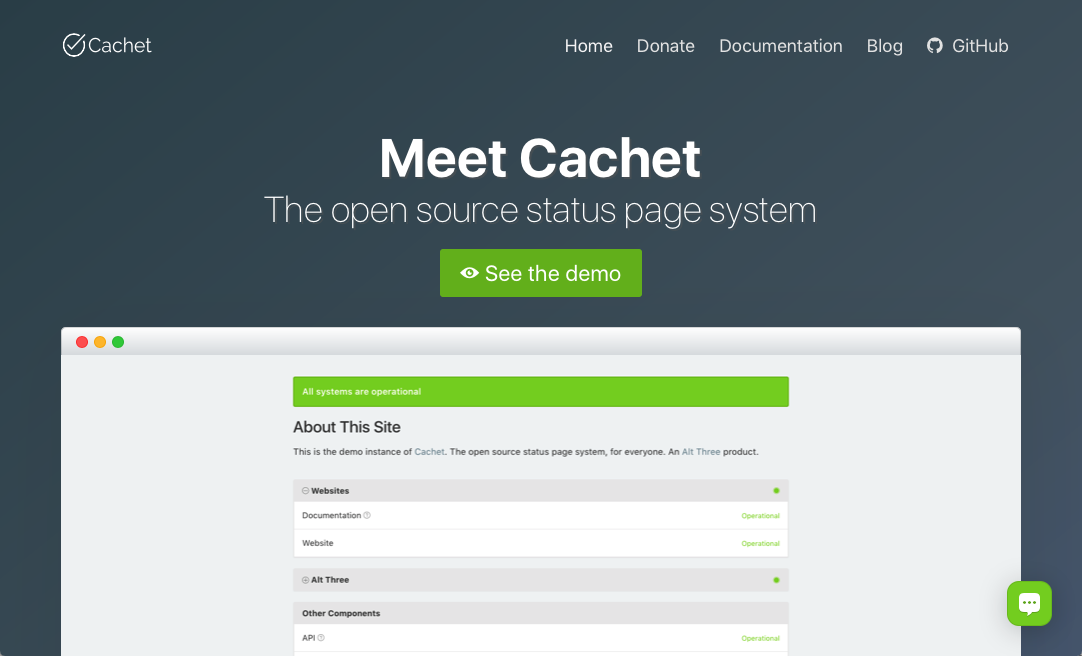 Cachet
Home Donate Documentation Blog GitHub
Meet Cachet
The open source status page system
See the demo
All systems are operational
About This Site
This is the demo instance of Cachet. The open source status page system, for everyone. An Alt Three product.
Websites
Documentation Operational
Website Operational
Alt Three
Other Components
API Operational